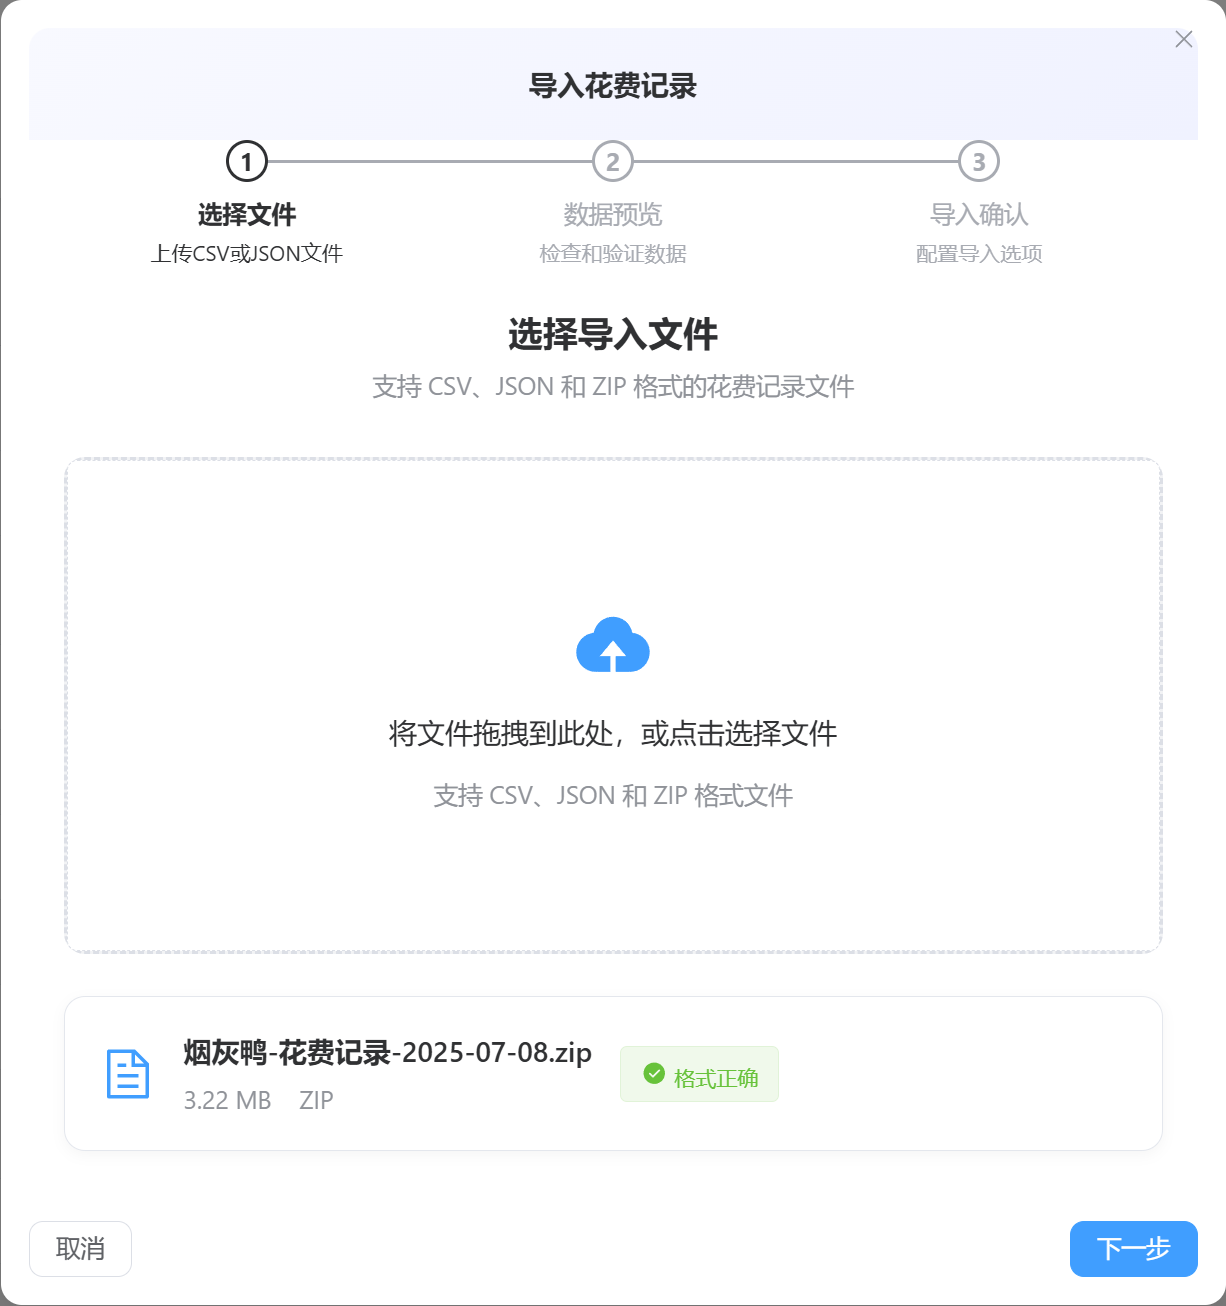 导入花费记录
1
2
3
选择文件
数据预览
导入确认
上传CSV或JSON文件
检查和验证数据
配置导入选项
选择导入文件
支持 CSV、JSON 和 ZIP 格式的花费记录文件
将文件拖拽到此处，或点击选择文件
支持 CSV、JSON 和 ZIP 格式文件
烟灰鸭-花费记录-2025-07-08.zip
格式正确
3.22 MB ZIP
取消
下一步